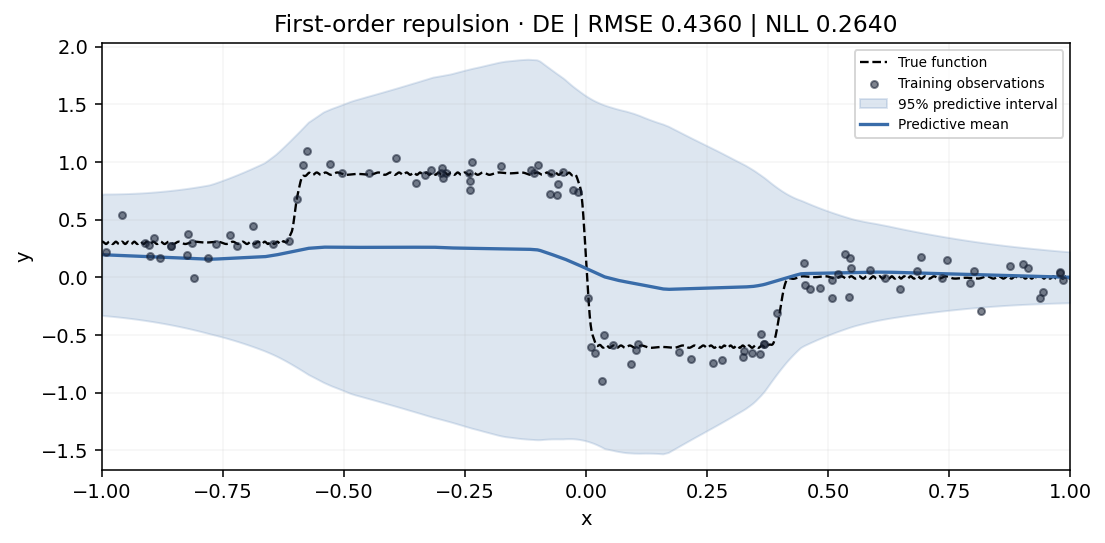 First-order repulsion · DE | RMSE 0.4360 | NLL 0.2640
True function
Training observations
95% predictive interval
Predictive mean
y
2.0
1.5
1.0
0.5
0.0
−0.5
−1.0
−1.5
−1.00 −0.75 −0.50 −0.25 0.00 0.25 0.50 0.75 1.00
x